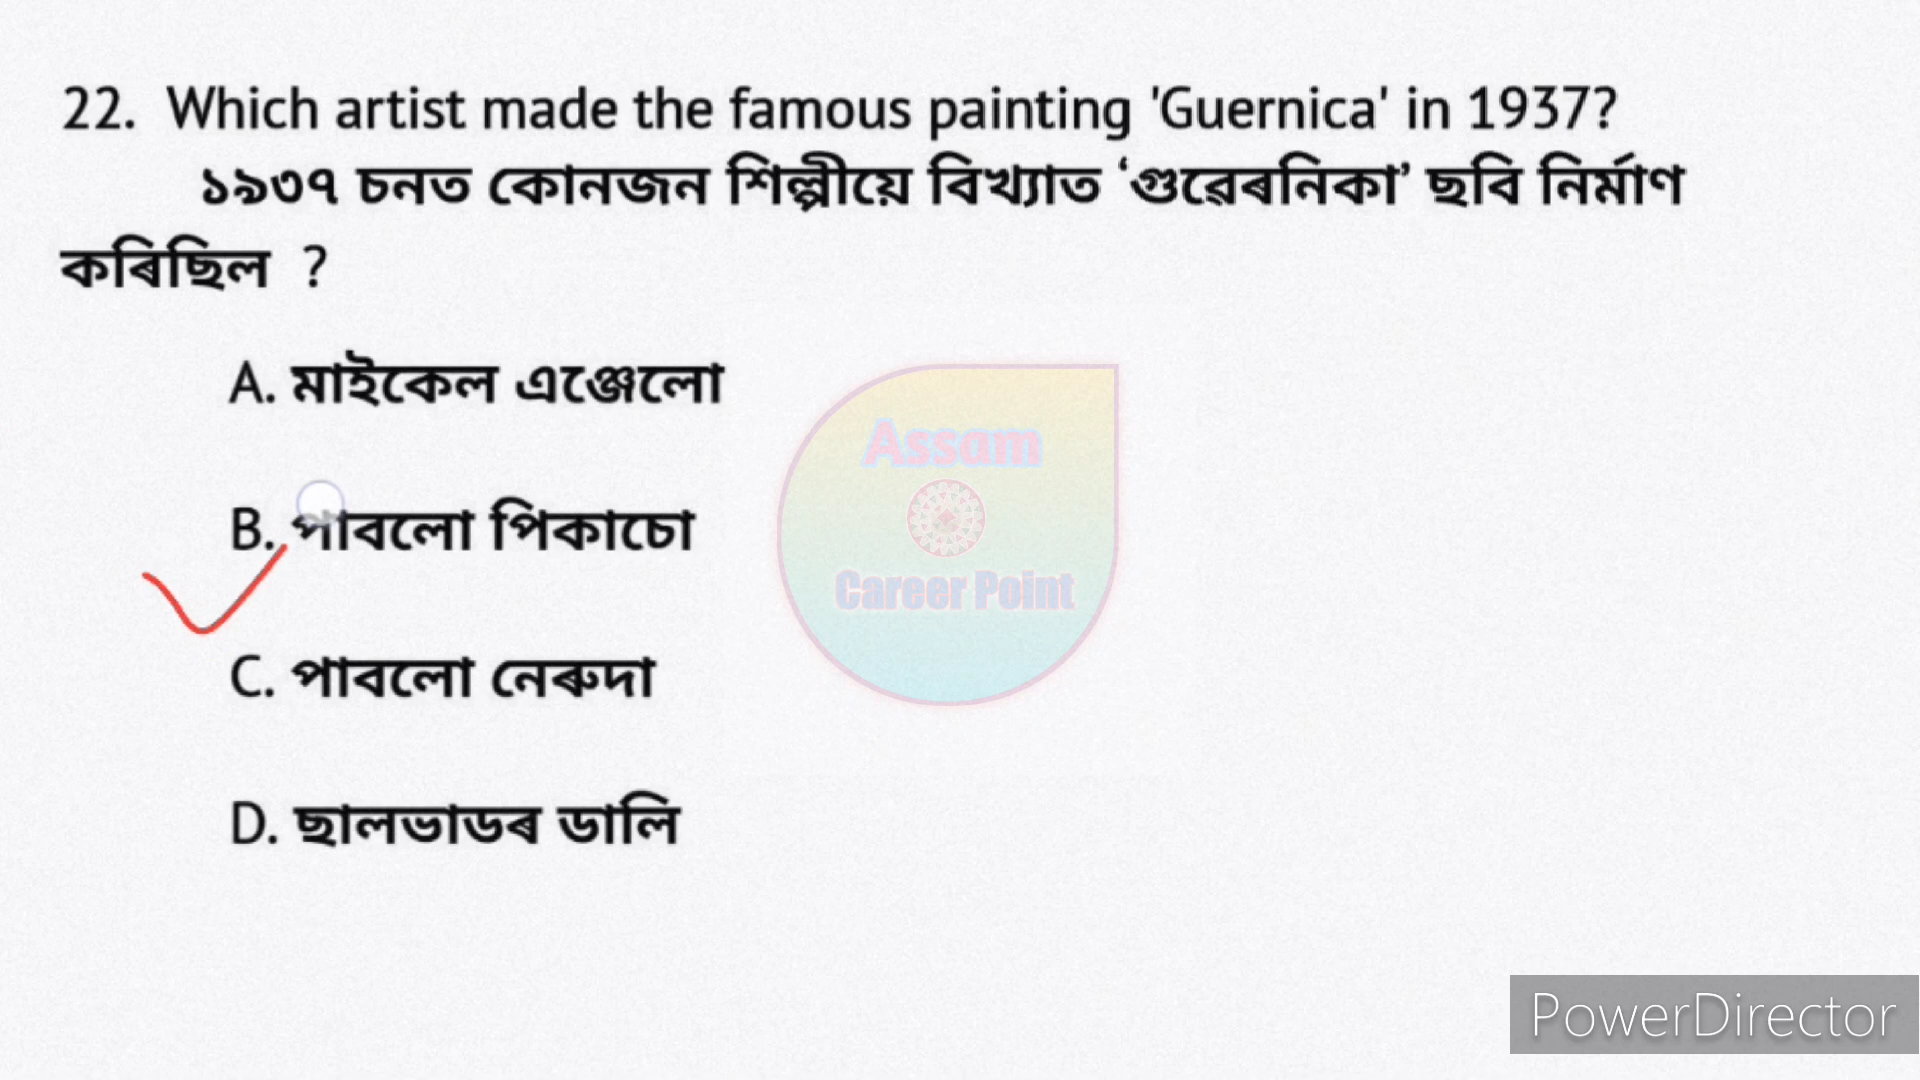 22. Which artist made the famous painting 'Guernica' in 1937?
১৯৩৭ চনত কোনজন শিল্পীয়ে বিখ্যাত ‘গুৱেৰনিকা’ ছবি নিৰ্মাণ
কৰিছিল ?
A. মাইকেল এঞ্জেলো
B. পাবলো পিকাচো
C. পাবলো নেৰুদা
D. ছালভাডৰ ডালি
Assam
Career Point
PowerDirector